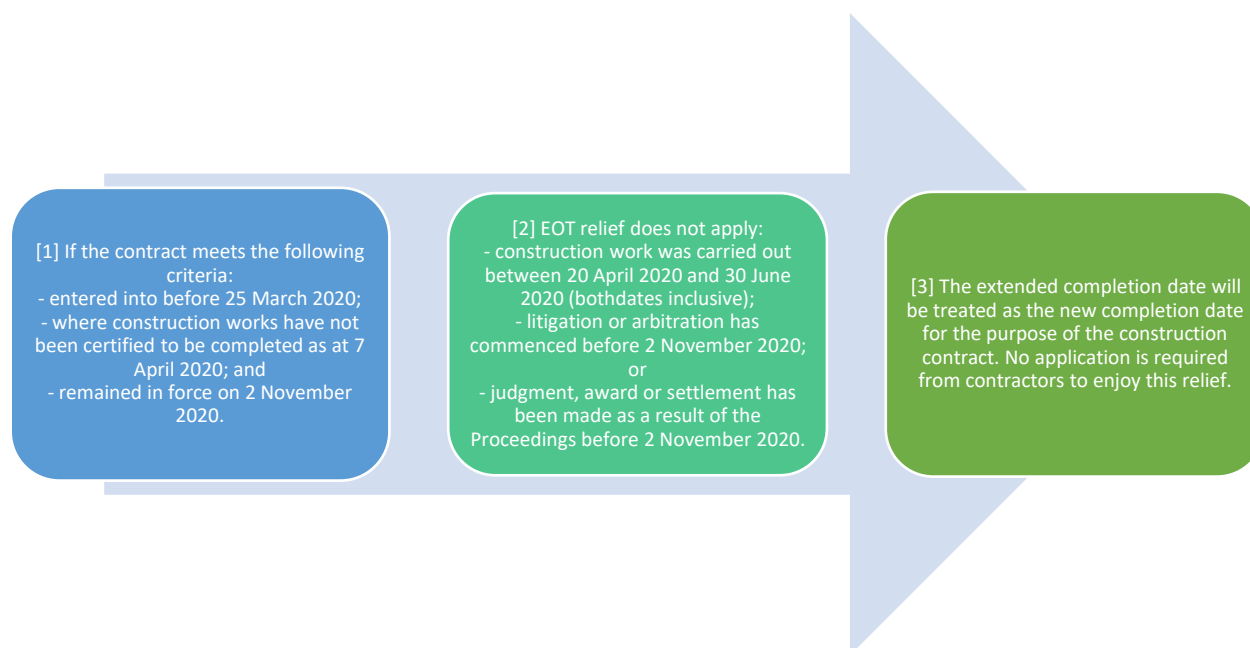 [1] If the contract meets the following
criteria:
- entered into before 25 March 2020;
- where construction works have not
been certified to be completed as at 7
April 2020; and
- remained in force on 2 November
2020.
[2] EOT relief does not apply:
- construction work was carried out
between 20 April 2020 and 30 June
2020 (bothdates inclusive);
- litigation or arbitration has
commenced before 2 November 2020;
or
- judgment, award or settlement has
been made as a result of the
Proceedings before 2 November 2020.
[3] The extended completion date will
be treated as the new completion date
for the purpose of the construction
contract. No application is required
from contractors to enjoy this relief.